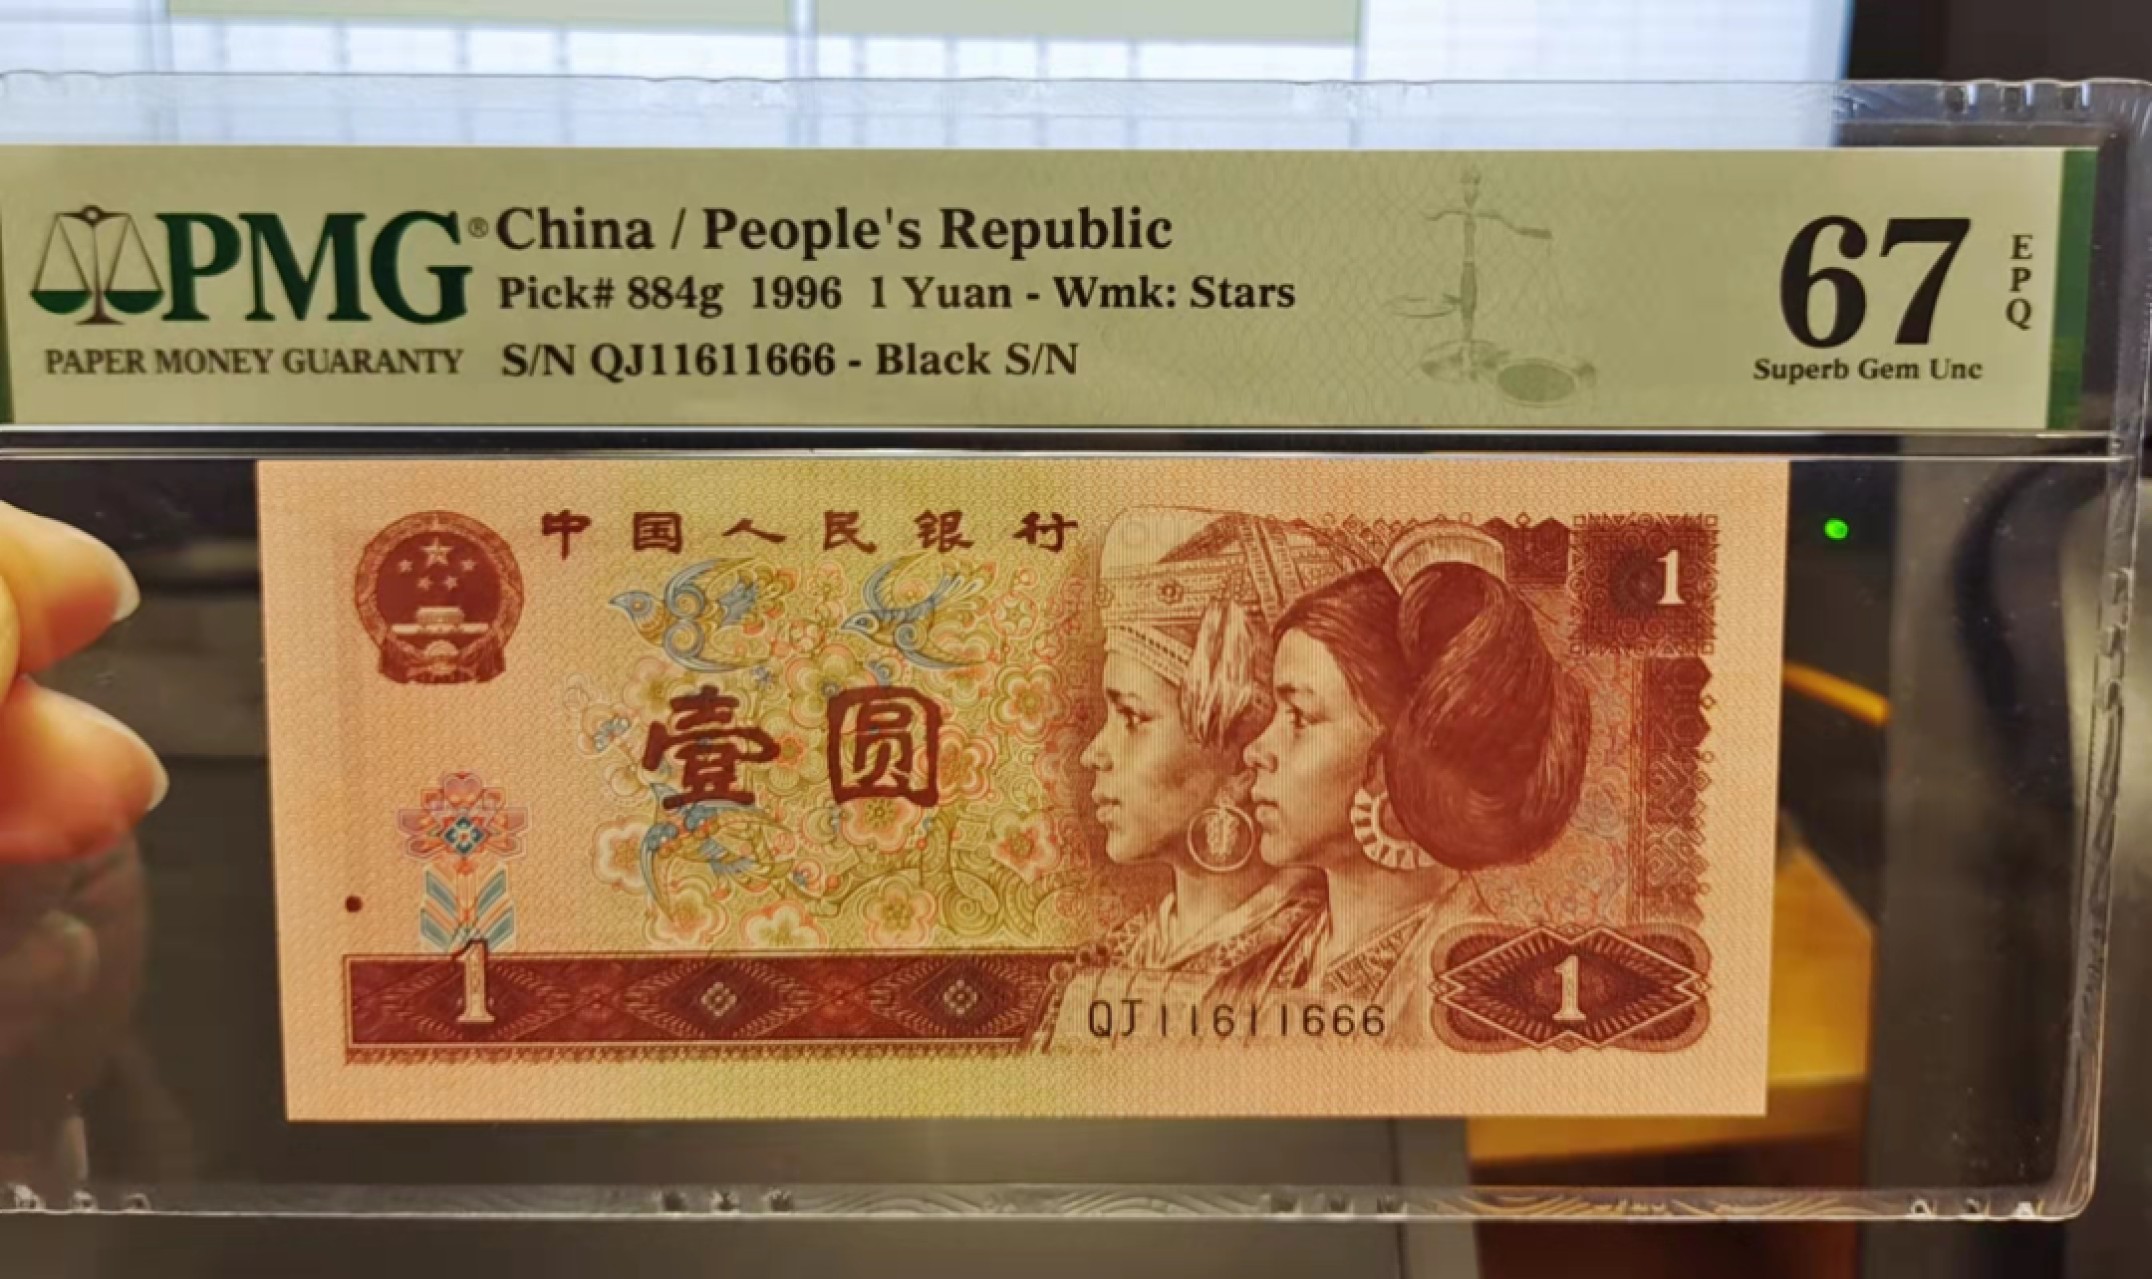 PMG®
PAPER MONEY GUARANTY
China / People's Republic
Pick# 884g 1996 1 Yuan - Wmk: Stars
S/N QJ11611666 - Black S/N
67
EPQ
Superb Gem Unc
中国人民银行
1
壹圆
1
QJ11611666
1